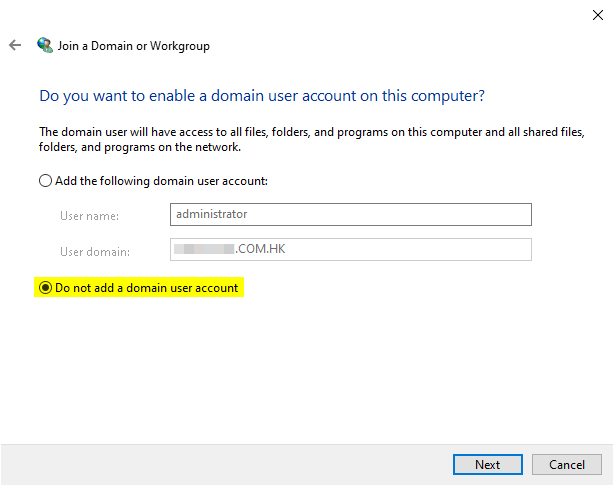 Join a Domain or Workgroup
Do you want to enable a domain user account on this computer?
The domain user will have access to all files, folders, and programs on this computer and all shared files,
folders, and programs on the network.
Add the following domain user account:
User name: administrator
User domain: .COM.HK
Do not add a domain user account
Next Cancel